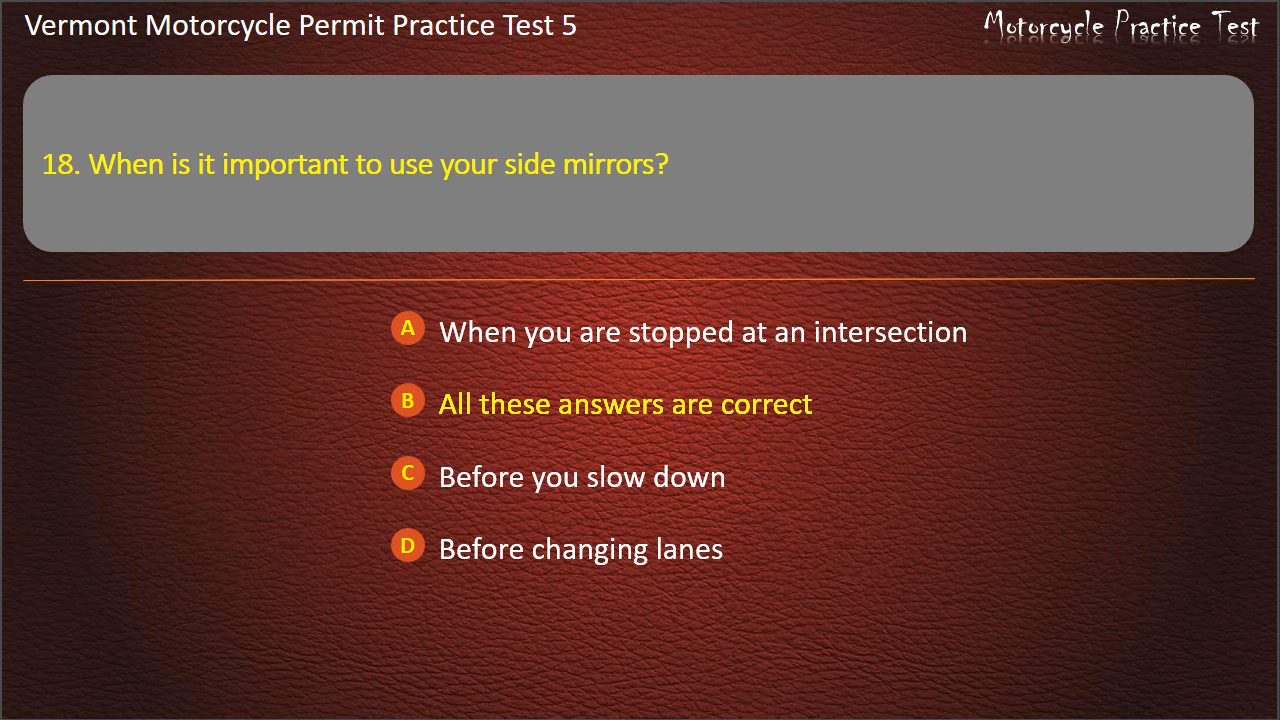 Vermont Motorcycle Permit Practice Test 5
Motorcycle Practice Test
18. When is it important to use your side mirrors?
A When you are stopped at an intersection
B All these answers are correct
C Before you slow down
D Before changing lanes